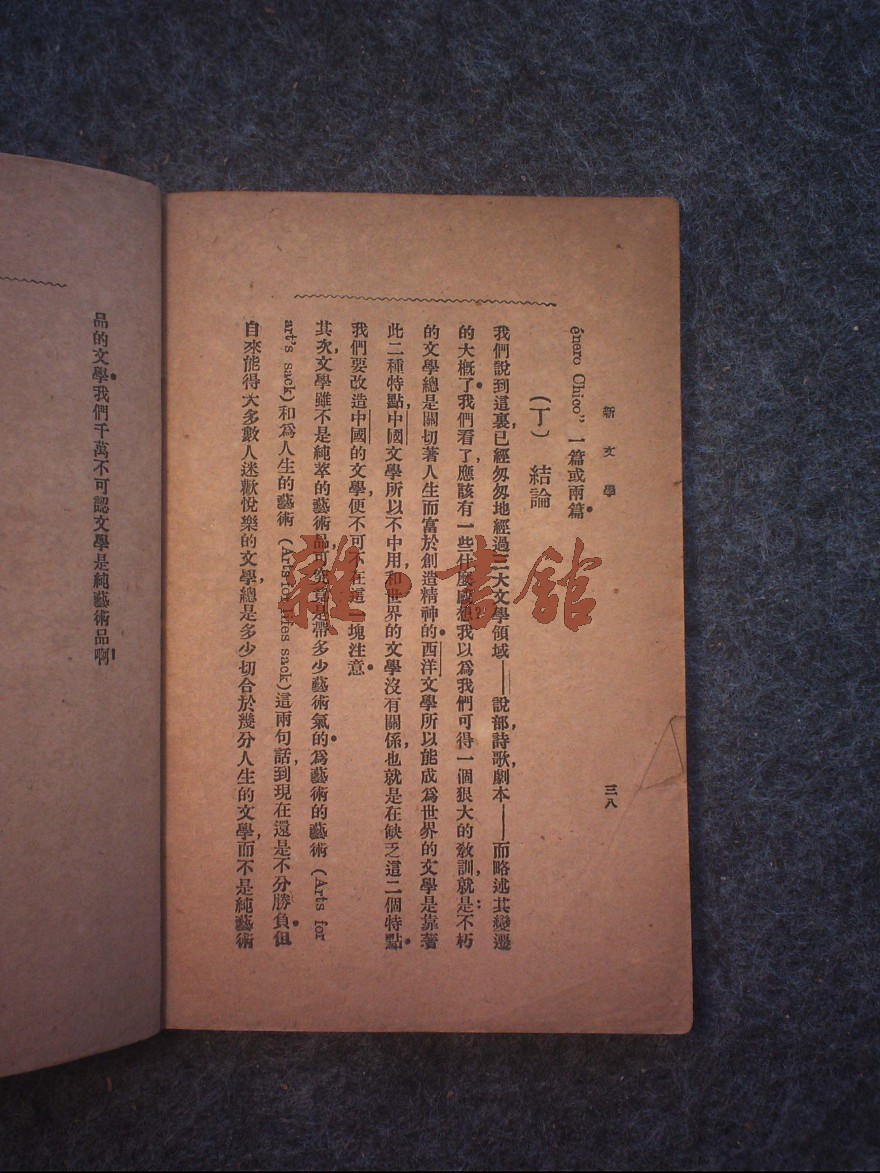 新文學
三八
énero Chico" 一篇或兩篇。
(丁) 結論
我們說到這裏,已經匆匆地經過三大文學領域——說部,詩歌,劇本——而略述其變遷
的大概了。我們看了,應該有一些什麼感想?我以為我們可得一個狠大的教訓,就是:不朽
的文學總是關切著人生而富於創造精神的。西洋文學所以能成爲世界的文學是靠著
此二種特點,中國文學所以不中用,和世界的文學沒有關係,也就是在缺乏這二個特點。
我們要改造中國的文學,便不可不在這一塊注意。
其次,文學雖不是純萃的藝術品,可究竟是帶多少藝術氣的。爲藝術的藝術 (Arts for
art's sack) 和爲人生的藝術 (Arts for lifies sack) 這兩句話,到現在還是不分勝負。但
自來能得大多數人迷歡悅樂的文學,總是多少切合於幾分人生的文學,而不是純藝術
品的文學。我們千萬不可認文學是純藝術品啊!
雜·書館